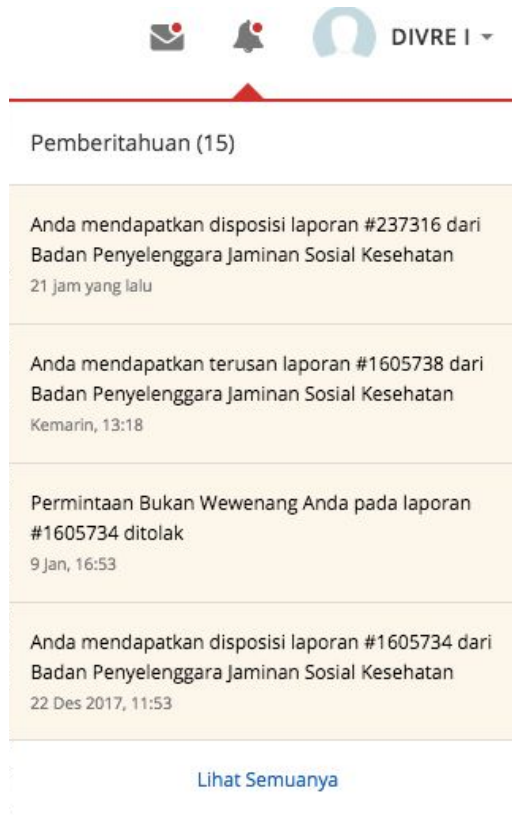 DIVRE I
Pemberitahuan (15)
Anda mendapatkan disposisi laporan #237316 dari
Badan Penyelenggara Jaminan Sosial Kesehatan
21 jam yang lalu
Anda mendapatkan terusan laporan #1605738 dari
Badan Penyelenggara Jaminan Sosial Kesehatan
Kemarin, 13:18
Permintaan Bukan Wewenang Anda pada laporan
#1605734 ditolak
9 Jan, 16:53
Anda mendapatkan disposisi laporan #1605734 dari
Badan Penyelenggara Jaminan Sosial Kesehatan
22 Des 2017, 11:53
Lihat Semuanya